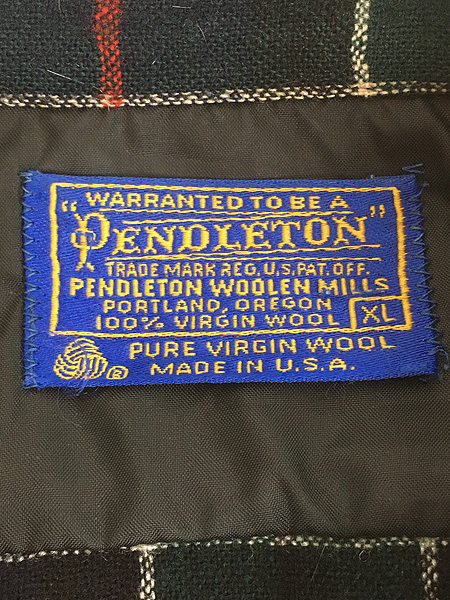 WARRANTED TO BE A
"PENDLETON"
TRADE MARK REG. U.S. PAT. OFF.
PENDLETON WOOLEN MILLS
PORTLAND, OREGON
100% VIRGIN WOOL
XL
PURE VIRGIN WOOL
® MADE IN U.S.A.